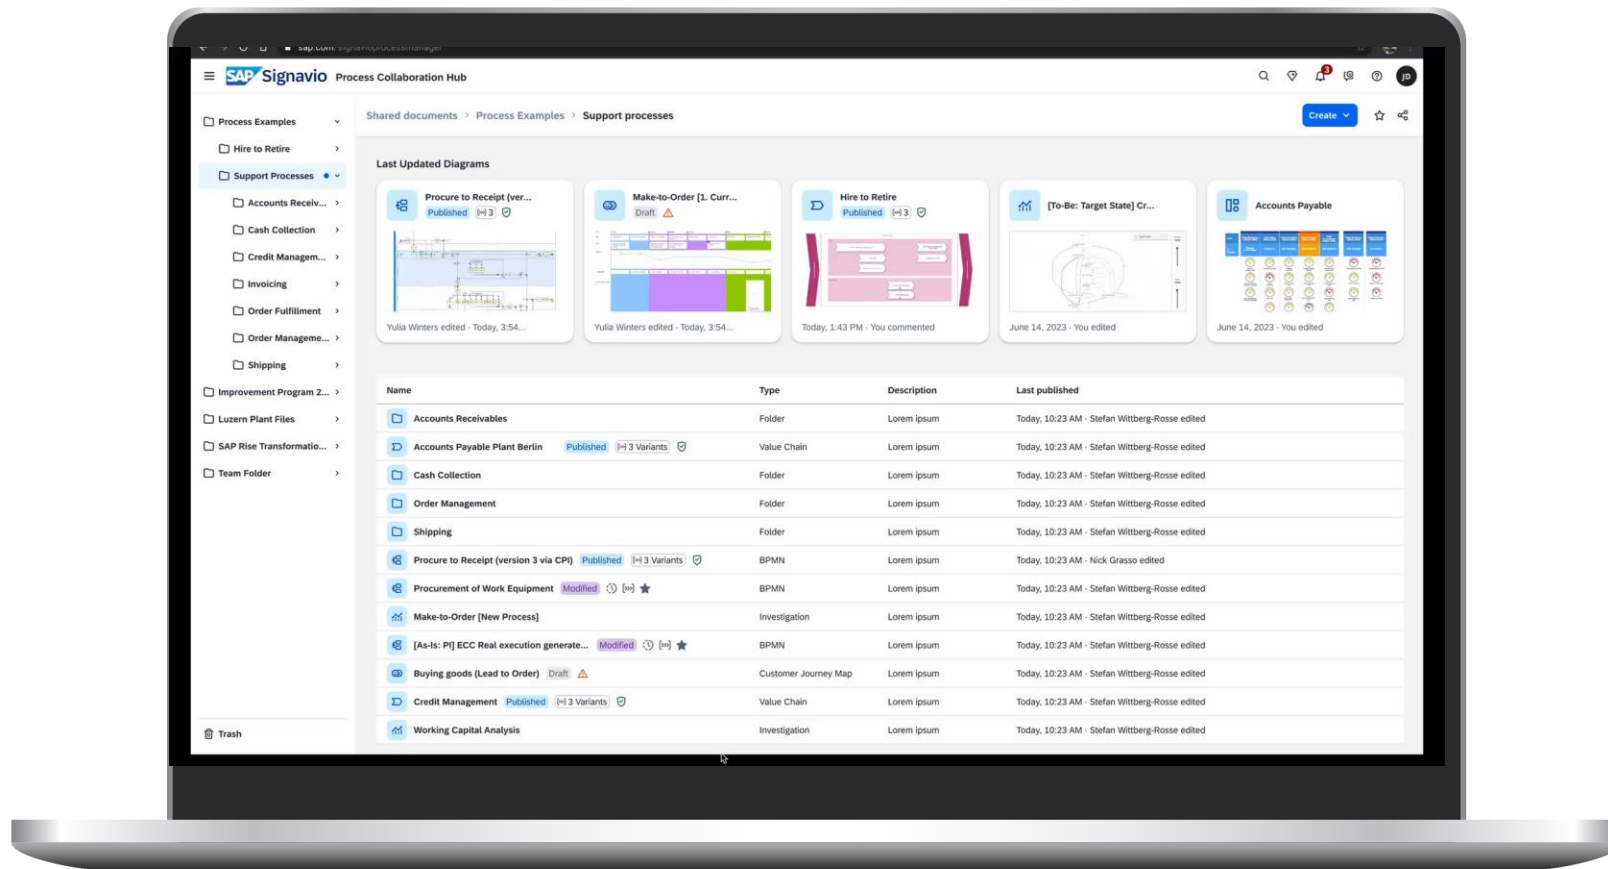 sap.com/signavioprocessmanager
SAP Signavio Process Collaboration Hub
3
JD
Process Examples
Hire to Retire
Support Processes
Accounts Receiv...
Cash Collection
Credit Managem...
Invoicing
Order Fulfillment
Order Manageme...
Shipping
Improvement Program 2...
Luzern Plant Files
SAP Rise Transformatio...
Team Folder
Trash
Shared documents > Process Examples > Support processes
Create
Last Updated Diagrams
Procure to Receipt (ver...
Published 3
Yulia Winters edited · Today, 3:54...
Make-to-Order [1. Curr...
Draft
Yulia Winters edited · Today, 3:54...
Hire to Retire
Published 3
Today, 1:43 PM · You commented
[To-Be: Target State] Cr...
June 14, 2023 · You edited
Accounts Payable
June 14, 2023 · You edited
Name Type Description Last published
Accounts Receivables Folder Lorem ipsum Today, 10:23 AM · Stefan Wittberg-Rosse edited
Accounts Payable Plant Berlin Published 3 Variants Value Chain Lorem ipsum Today, 10:23 AM · Stefan Wittberg-Rosse edited
Cash Collection Folder Lorem ipsum Today, 10:23 AM · Stefan Wittberg-Rosse edited
Order Management Folder Lorem ipsum Today, 10:23 AM · Stefan Wittberg-Rosse edited
Shipping Folder Lorem ipsum Today, 10:23 AM · Stefan Wittberg-Rosse edited
Procure to Receipt (version 3 via CPI) Published 3 Variants BPMN Lorem ipsum Today, 10:23 AM · Nick Grasso edited
Procurement of Work Equipment Modified BPMN Lorem ipsum Today, 10:23 AM · Stefan Wittberg-Rosse edited
Make-to-Order [New Process] Investigation Lorem ipsum Today, 10:23 AM · Stefan Wittberg-Rosse edited
[As-Is: PI] ECC Real execution generate... Modified BPMN Lorem ipsum Today, 10:23 AM · Stefan Wittberg-Rosse edited
Buying goods (Lead to Order) Draft Customer Journey Map Lorem ipsum Today, 10:23 AM · Stefan Wittberg-Rosse edited
Credit Management Published 3 Variants Value Chain Lorem ipsum Today, 10:23 AM · Stefan Wittberg-Rosse edited
Working Capital Analysis Investigation Lorem ipsum Today, 10:23 AM · Stefan Wittberg-Rosse edited